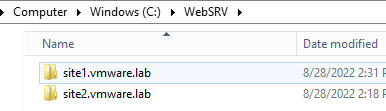 Computer ▸ Windows (C:) ▸ WebSRV ▸
Name Date modified
site1.vmware.lab 8/28/2022 2:31 P
site2.vmware.lab 8/28/2022 2:18 P